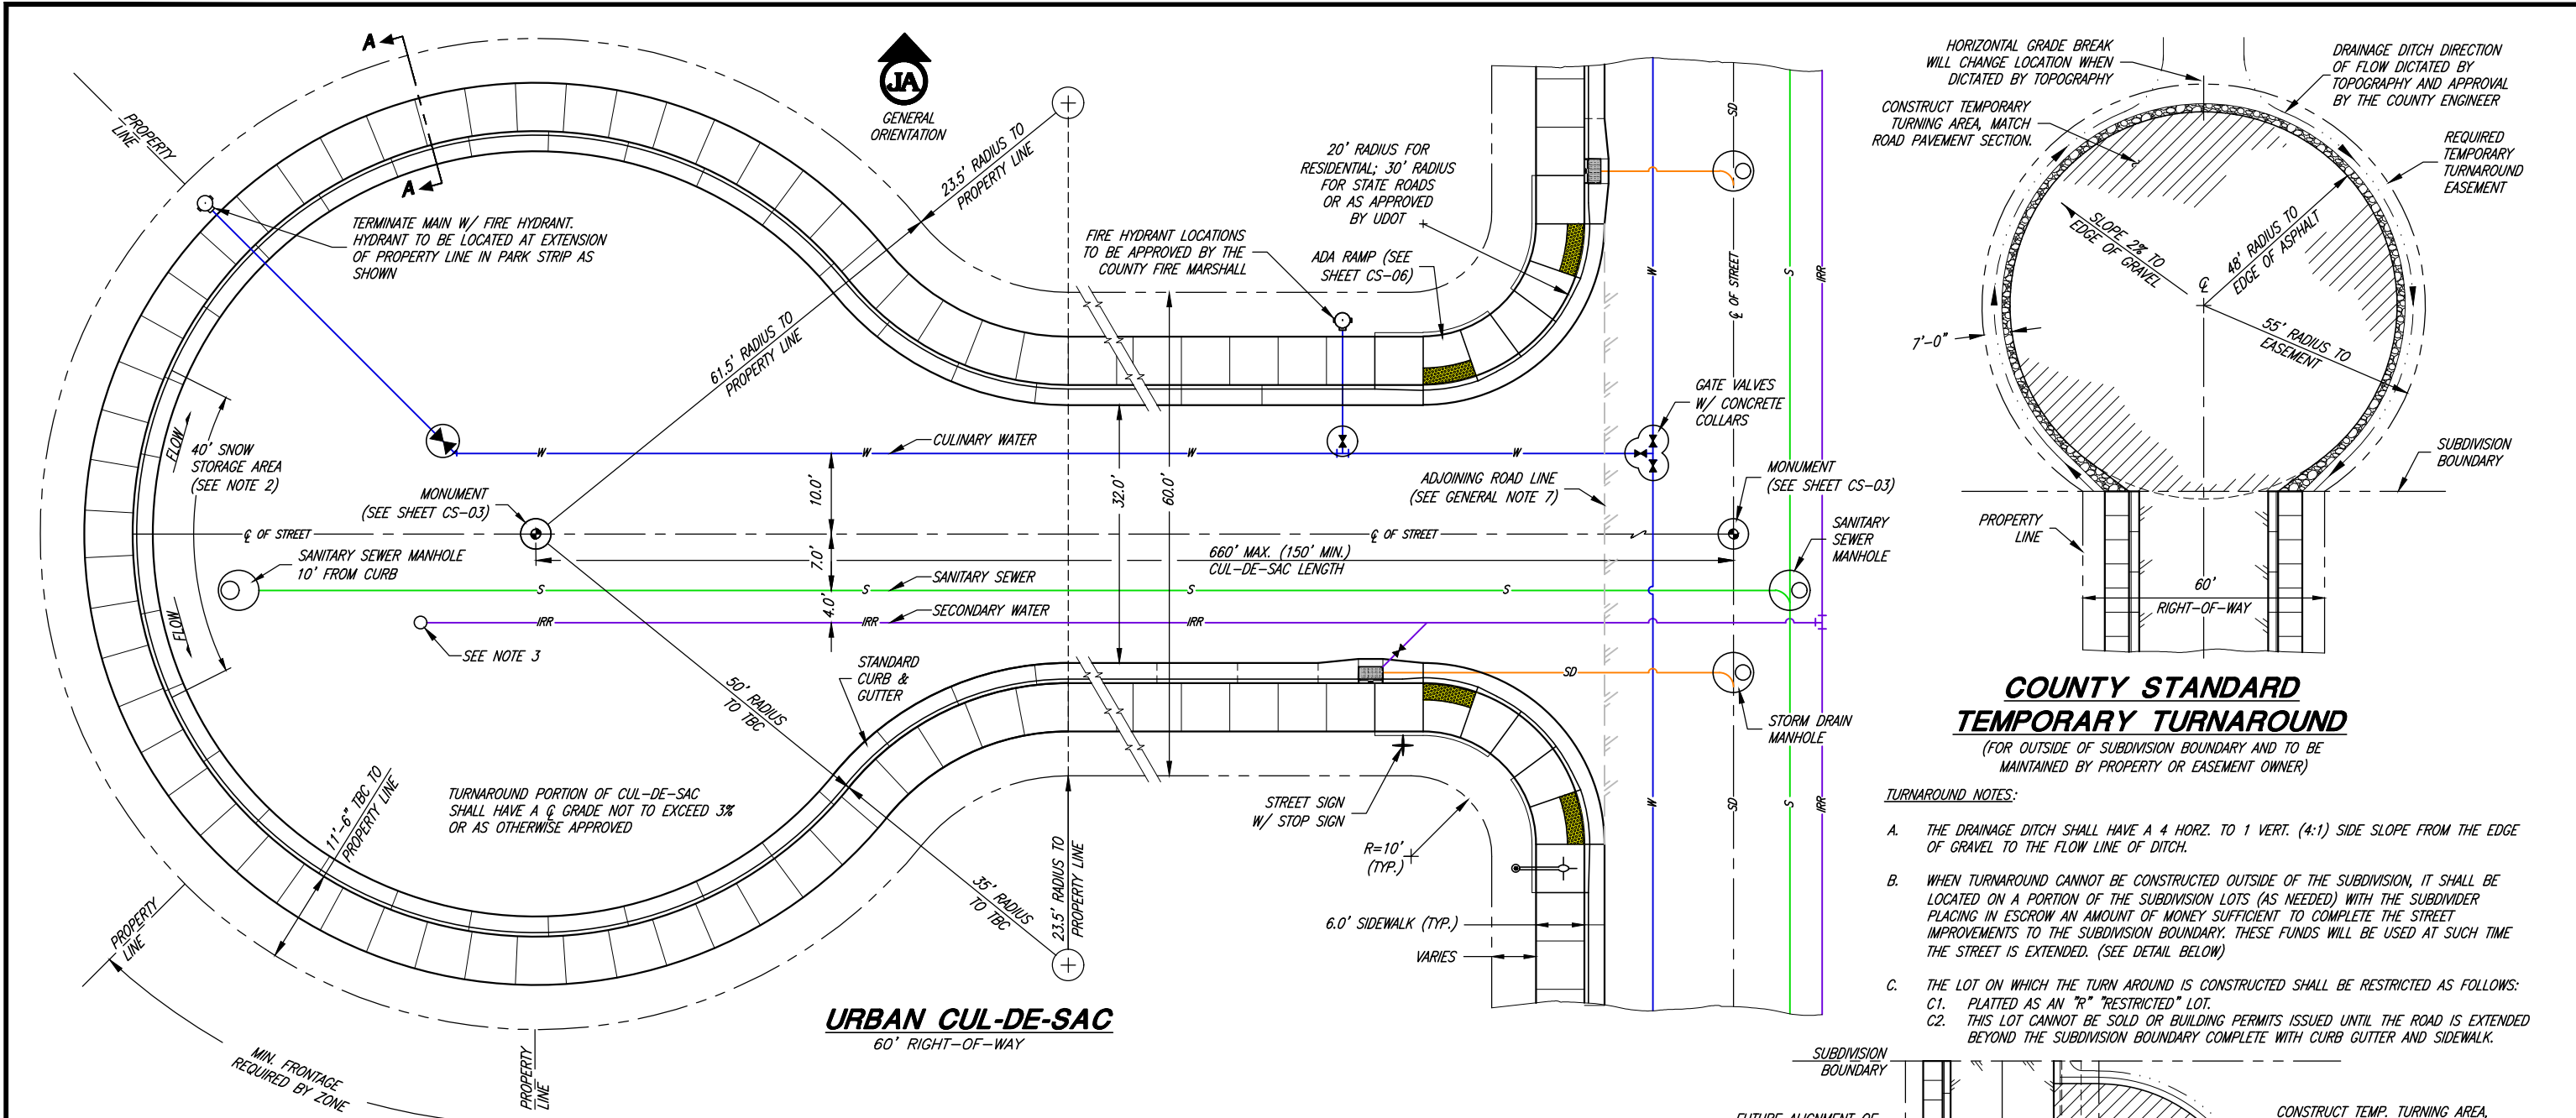 A
A
JA
GENERAL
ORIENTATION
PROPERTY
LINE
TERMINATE MAIN W/ FIRE HYDRANT.
HYDRANT TO BE LOCATED AT EXTENSION
OF PROPERTY LINE IN PARK STRIP AS
SHOWN
23.5' RADIUS TO
PROPERTY LINE
61.5' RADIUS TO
PROPERTY LINE
FIRE HYDRANT LOCATIONS
TO BE APPROVED BY THE
COUNTY FIRE MARSHALL
20' RADIUS FOR
RESIDENTIAL; 30' RADIUS
FOR STATE ROADS
OR AS APPROVED
BY UDOT
ADA RAMP (SEE
SHEET CS-06)
SD
W
℄ OF STREET
S
IRR
GATE VALVES
W/ CONCRETE
COLLARS
FLOW
40' SNOW
STORAGE AREA
(SEE NOTE 2)
FLOW
CULINARY WATER
W
W
W
W
10.0'
32.0'
60.0'
MONUMENT
(SEE SHEET CS-03)
ADJOINING ROAD LINE
(SEE GENERAL NOTE 7)
MONUMENT
(SEE SHEET CS-03)
℄ OF STREET
℄ OF STREET
SANITARY SEWER MANHOLE
10' FROM CURB
7.0'
660' MAX. (150' MIN.)
CUL-DE-SAC LENGTH
SANITARY
SEWER
MANHOLE
SANITARY SEWER
S
S
S
S
4.0'
SECONDARY WATER
IRR
IRR
IRR
SEE NOTE 3
STANDARD
CURB &
GUTTER
SD
STORM DRAIN
MANHOLE
50' RADIUS
TO TBC
35' RADIUS
TO TBC
23.5' RADIUS TO
PROPERTY LINE
11'-6" TBC TO
PROPERTY LINE
TURNAROUND PORTION OF CUL-DE-SAC
SHALL HAVE A ℄ GRADE NOT TO EXCEED 3%
OR AS OTHERWISE APPROVED
STREET SIGN
W/ STOP SIGN
W
SD
S
IRR
R=10'
(TYP.)
6.0' SIDEWALK (TYP.)
VARIES
PROPERTY
LINE
PROPERTY
LINE
MIN. FRONTAGE
REQUIRED BY ZONE
URBAN CUL-DE-SAC
60' RIGHT-OF-WAY
HORIZONTAL GRADE BREAK
WILL CHANGE LOCATION WHEN
DICTATED BY TOPOGRAPHY
CONSTRUCT TEMPORARY
TURNING AREA, MATCH
ROAD PAVEMENT SECTION.
DRAINAGE DITCH DIRECTION
OF FLOW DICTATED BY
TOPOGRAPHY AND APPROVAL
BY THE COUNTY ENGINEER
REQUIRED
TEMPORARY
TURNAROUND
EASEMENT
SLOPE 2% TO
EDGE OF GRAVEL
48' RADIUS TO
EDGE OF ASPHALT
℄
55' RADIUS TO
EASEMENT
7'-0"
SUBDIVISION
BOUNDARY
PROPERTY
LINE
60'
RIGHT-OF-WAY
COUNTY STANDARD
TEMPORARY TURNAROUND
(FOR OUTSIDE OF SUBDIVISION BOUNDARY AND TO BE
MAINTAINED BY PROPERTY OR EASEMENT OWNER)
TURNAROUND NOTES:
A. THE DRAINAGE DITCH SHALL HAVE A 4 HORZ. TO 1 VERT. (4:1) SIDE SLOPE FROM THE EDGE
OF GRAVEL TO THE FLOW LINE OF DITCH.
B. WHEN TURNAROUND CANNOT BE CONSTRUCTED OUTSIDE OF THE SUBDIVISION, IT SHALL BE
LOCATED ON A PORTION OF THE SUBDIVISION LOTS (AS NEEDED) WITH THE SUBDIVIDER
PLACING IN ESCROW AN AMOUNT OF MONEY SUFFICIENT TO COMPLETE THE STREET
IMPROVEMENTS TO THE SUBDIVISION BOUNDARY. THESE FUNDS WILL BE USED AT SUCH TIME
THE STREET IS EXTENDED. (SEE DETAIL BELOW)
C. THE LOT ON WHICH THE TURN AROUND IS CONSTRUCTED SHALL BE RESTRICTED AS FOLLOWS:
C1. PLATTED AS AN "R" "RESTRICTED" LOT.
C2. THIS LOT CANNOT BE SOLD OR BUILDING PERMITS ISSUED UNTIL THE ROAD IS EXTENDED
BEYOND THE SUBDIVISION BOUNDARY COMPLETE WITH CURB GUTTER AND SIDEWALK.
SUBDIVISION
BOUNDARY
FUTURE ALIGNMENT OF
CONSTRUCT TEMP. TURNING AREA,